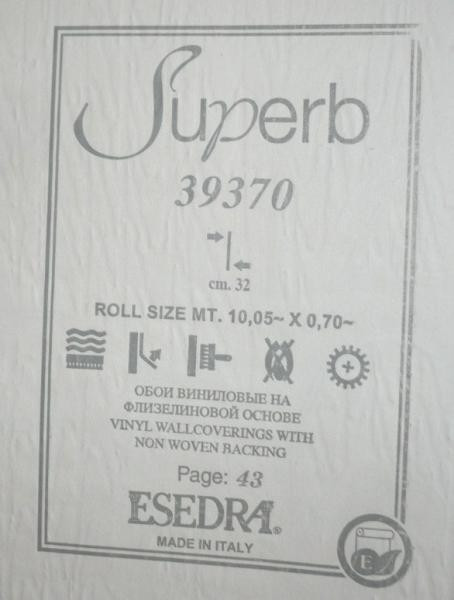 Superb
39370
cm. 32
ROLL SIZE MT. 10,05~ X 0,70~
ОБОИ ВИНИЛОВЫЕ НА
ФЛИЗЕЛИНОВОЙ ОСНОВЕ
VINYL WALLCOVERINGS WITH
NON WOVEN BACKING
Page: 43
ESEDRA®
MADE IN ITALY
E